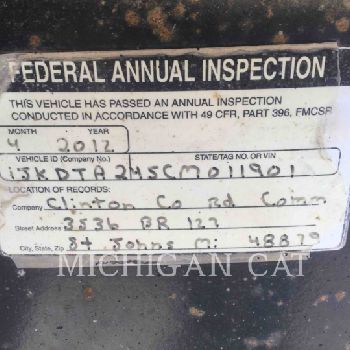 FEDERAL ANNUAL INSPECTION
THIS VEHICLE HAS PASSED AN ANNUAL INSPECTION
CONDUCTED IN ACCORDANCE WITH 49 CFR, PART 396, FMCSR
MONTH YEAR
4 2012
VEHICLE ID (Company No.) STATE/TAG NO. OR VIN
1JKDTA245CM011901
LOCATION OF RECORDS:
Company Clinton Co Rd Comm
Street Address 3536 BR 127
City, State, Zip St Johns Mi 48879
MICHIGAN CAT